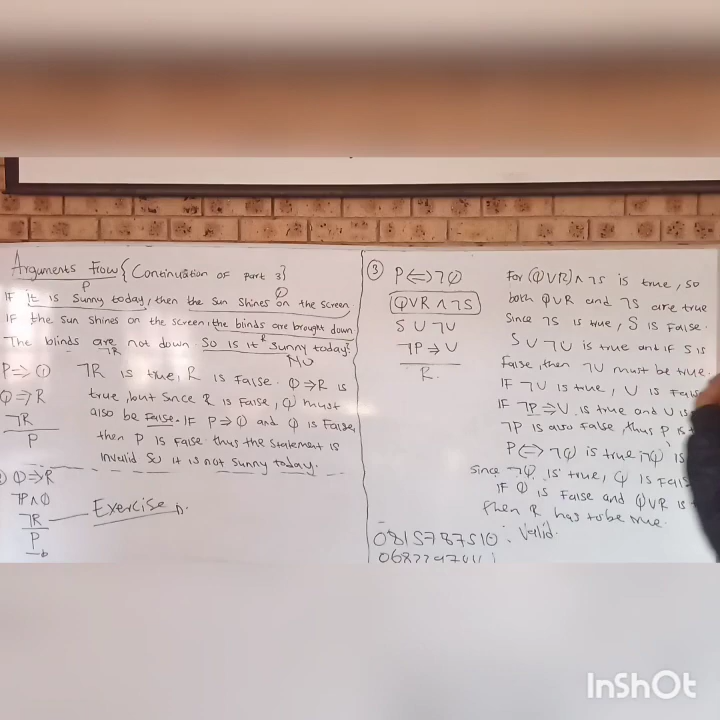 Arguments From {Continuation of part 3}
P
IF it is sunny today, then the sun shines on the screen
Q
IF the sun shines on the screen, the blinds are brought down
R
The blinds are not down. So is it sunny today?
¬R
No
P ⇒ Q
Q ⇒ R
¬R
P
¬R is true, R is False. Q ⇒ R is
true, but since R is False, Q must
also be False. IF P ⇒ Q and Q is False,
then P is False thus the statement is
invalid so it is not sunny today.
Q ⇒ R
¬P ∧ Q
¬R
P
Exercise
③ P ⇔ ¬Q
Q ∨ R ∧ ¬S
S ∪ ¬U
¬P ⇒ U
R
For (Q ∨ R) ∧ ¬S is true, so
both Q ∨ R and ¬S are true
Since ¬S is true, S is False.
S ∪ ¬U is true and if S is
False, then ¬U must be true.
IF ¬U is true, U is
IF ¬P ⇒ U is true and U is
¬P is also False, thus P is
P ⇔ ¬Q is true, ¬Q is
since ¬Q is true, Q is
IF Q is False and Q ∨ R is
then R has to be true.
∴ Valid.
0815787510
InShOt